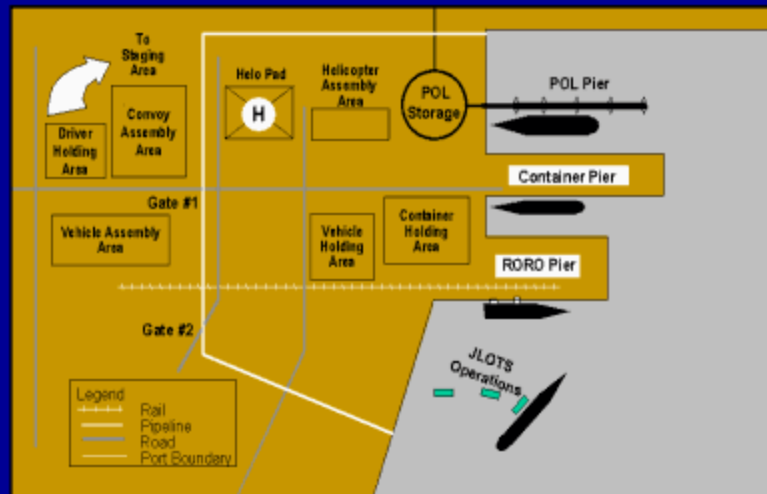 To
Staging
Area
Helo Pad
Helicopter
Assembly
Area
POL Pier
H
POL
Storage
Convoy
Assembly
Area
Driver
Holding
Area
Container Pier
Gate #1
Vehicle Assembly
Area
Vehicle
Holding
Area
Container
Holding
Area
RORO Pier
Gate #2
JLOTS
Operations
Legend
Rail
Pipeline
Road
Port Boundary